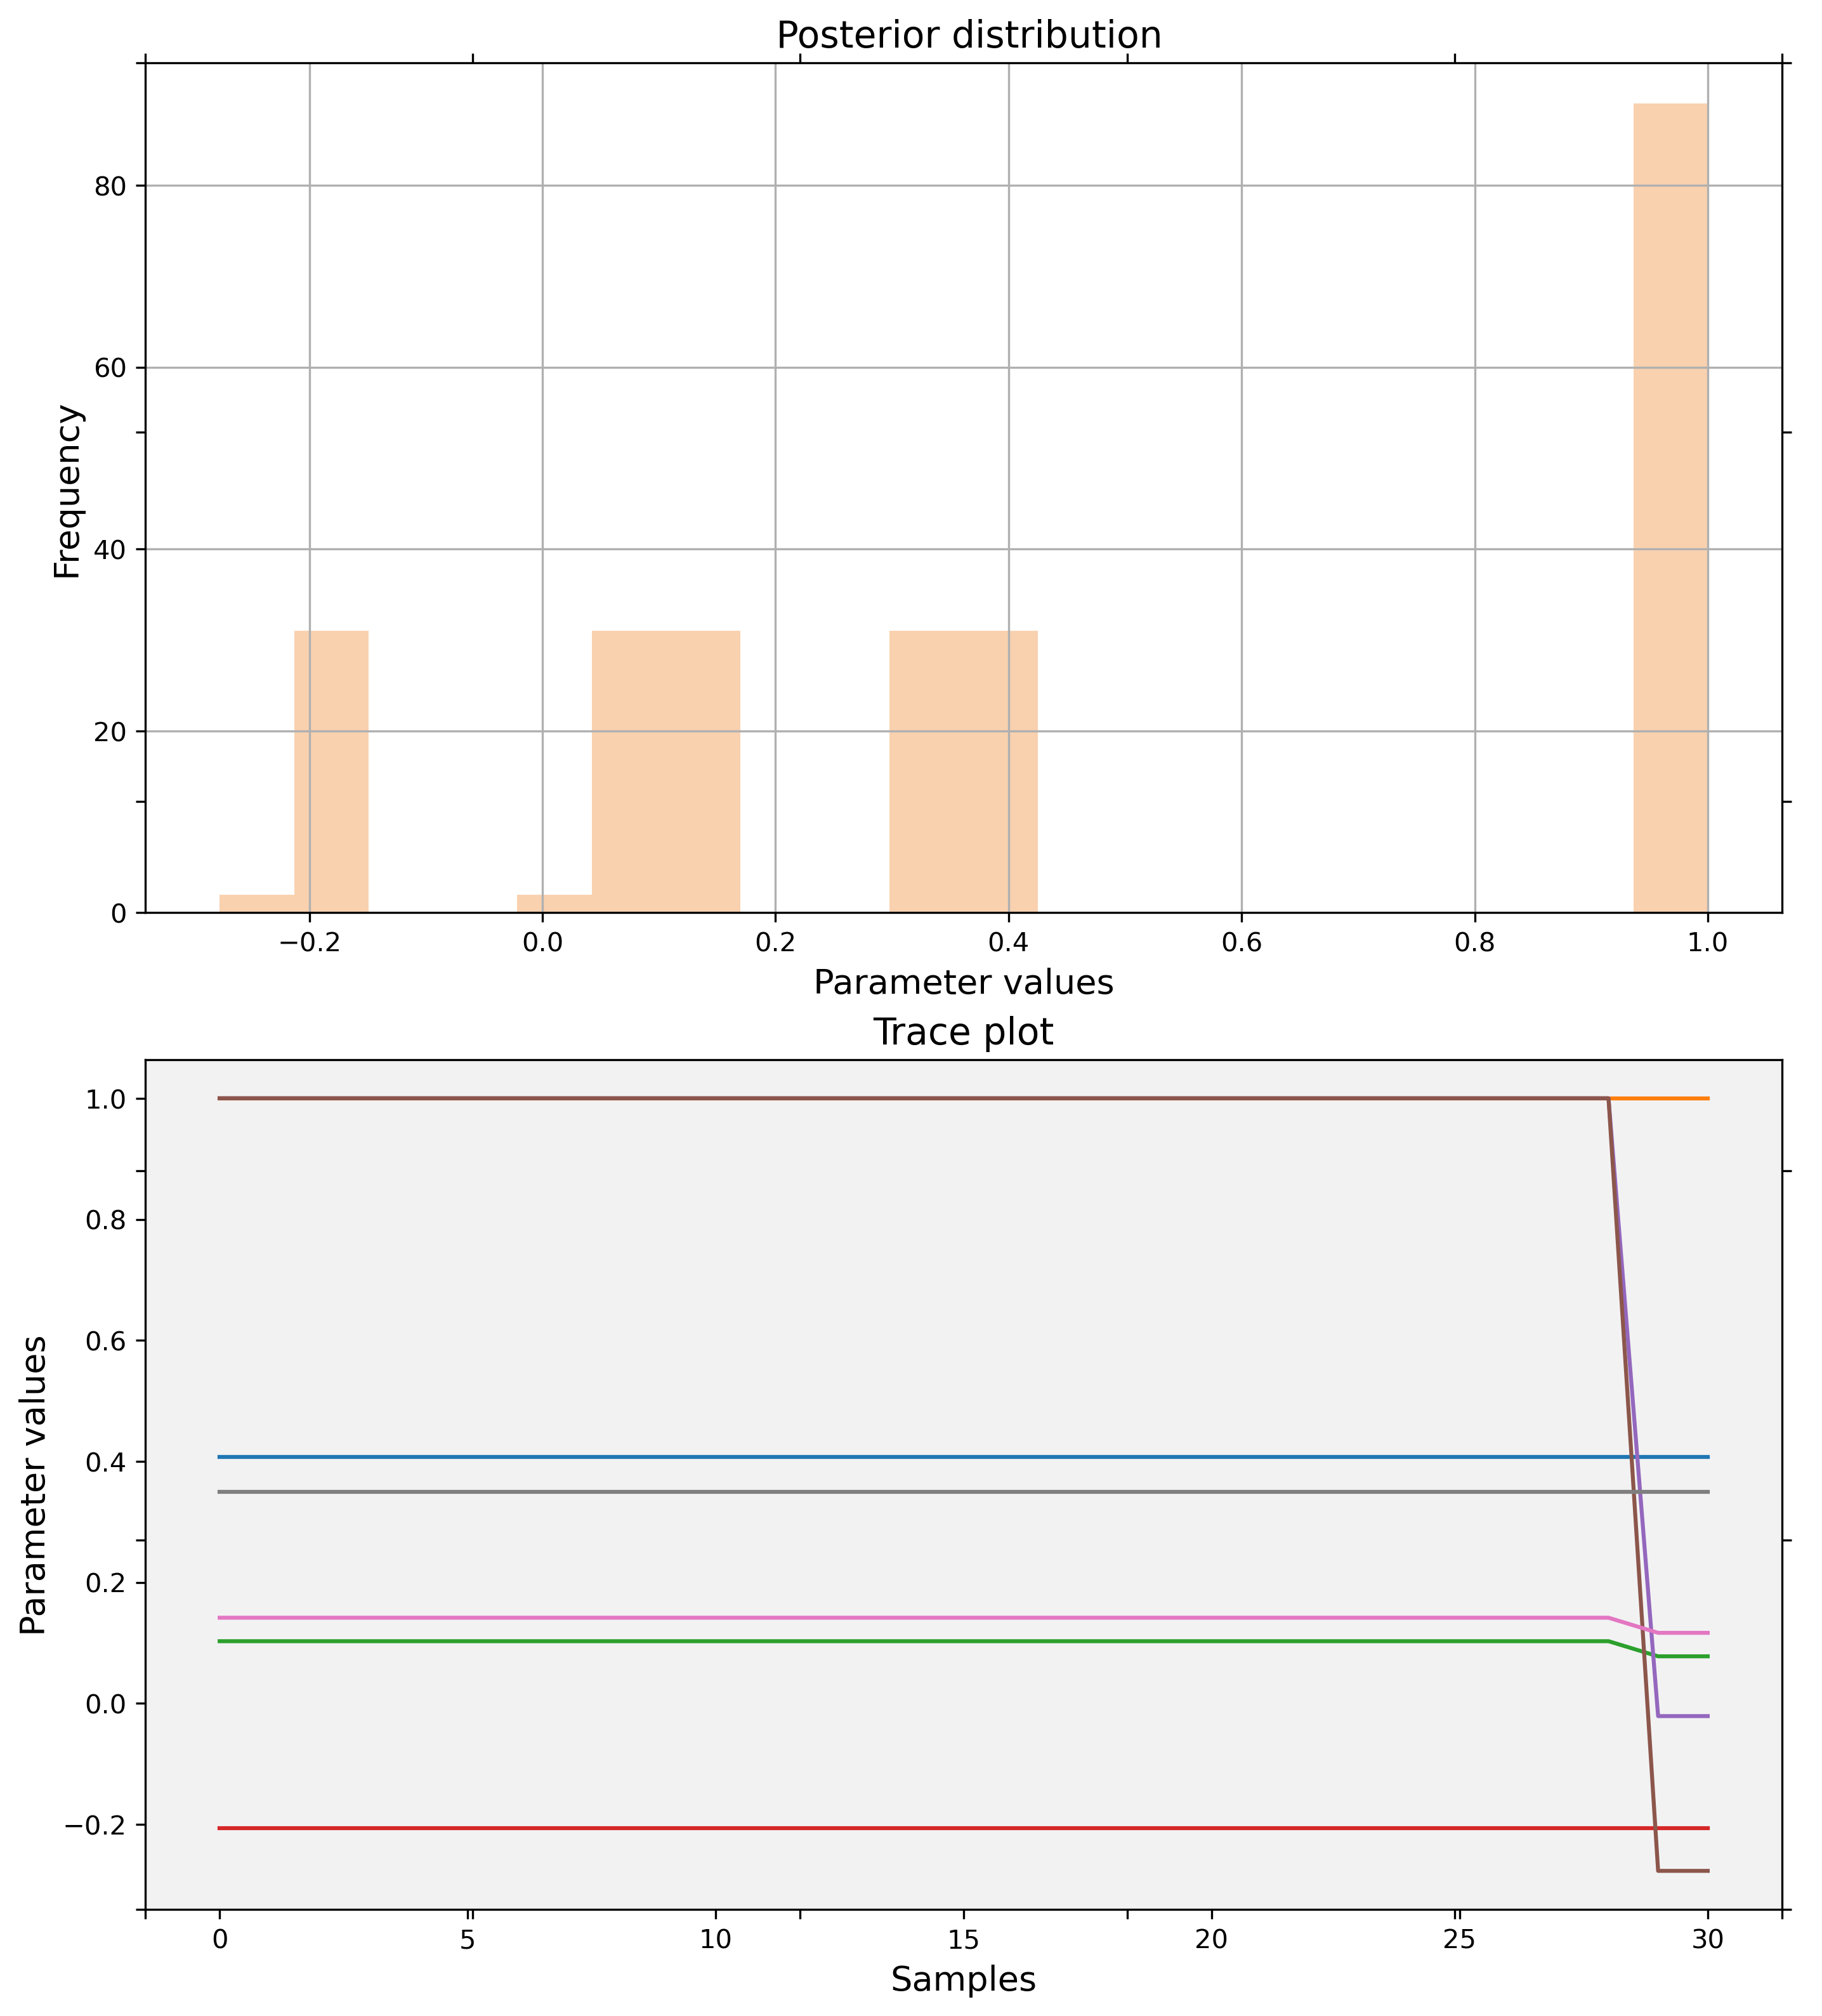 Posterior distribution
Frequency
80
60
40
20
0
−0.2 0.0 0.2 0.4 0.6 0.8 1.0
Parameter values
Trace plot
Parameter values
1.0
0.8
0.6
0.4
0.2
0.0
−0.2
0 5 10 15 20 25 30
Samples